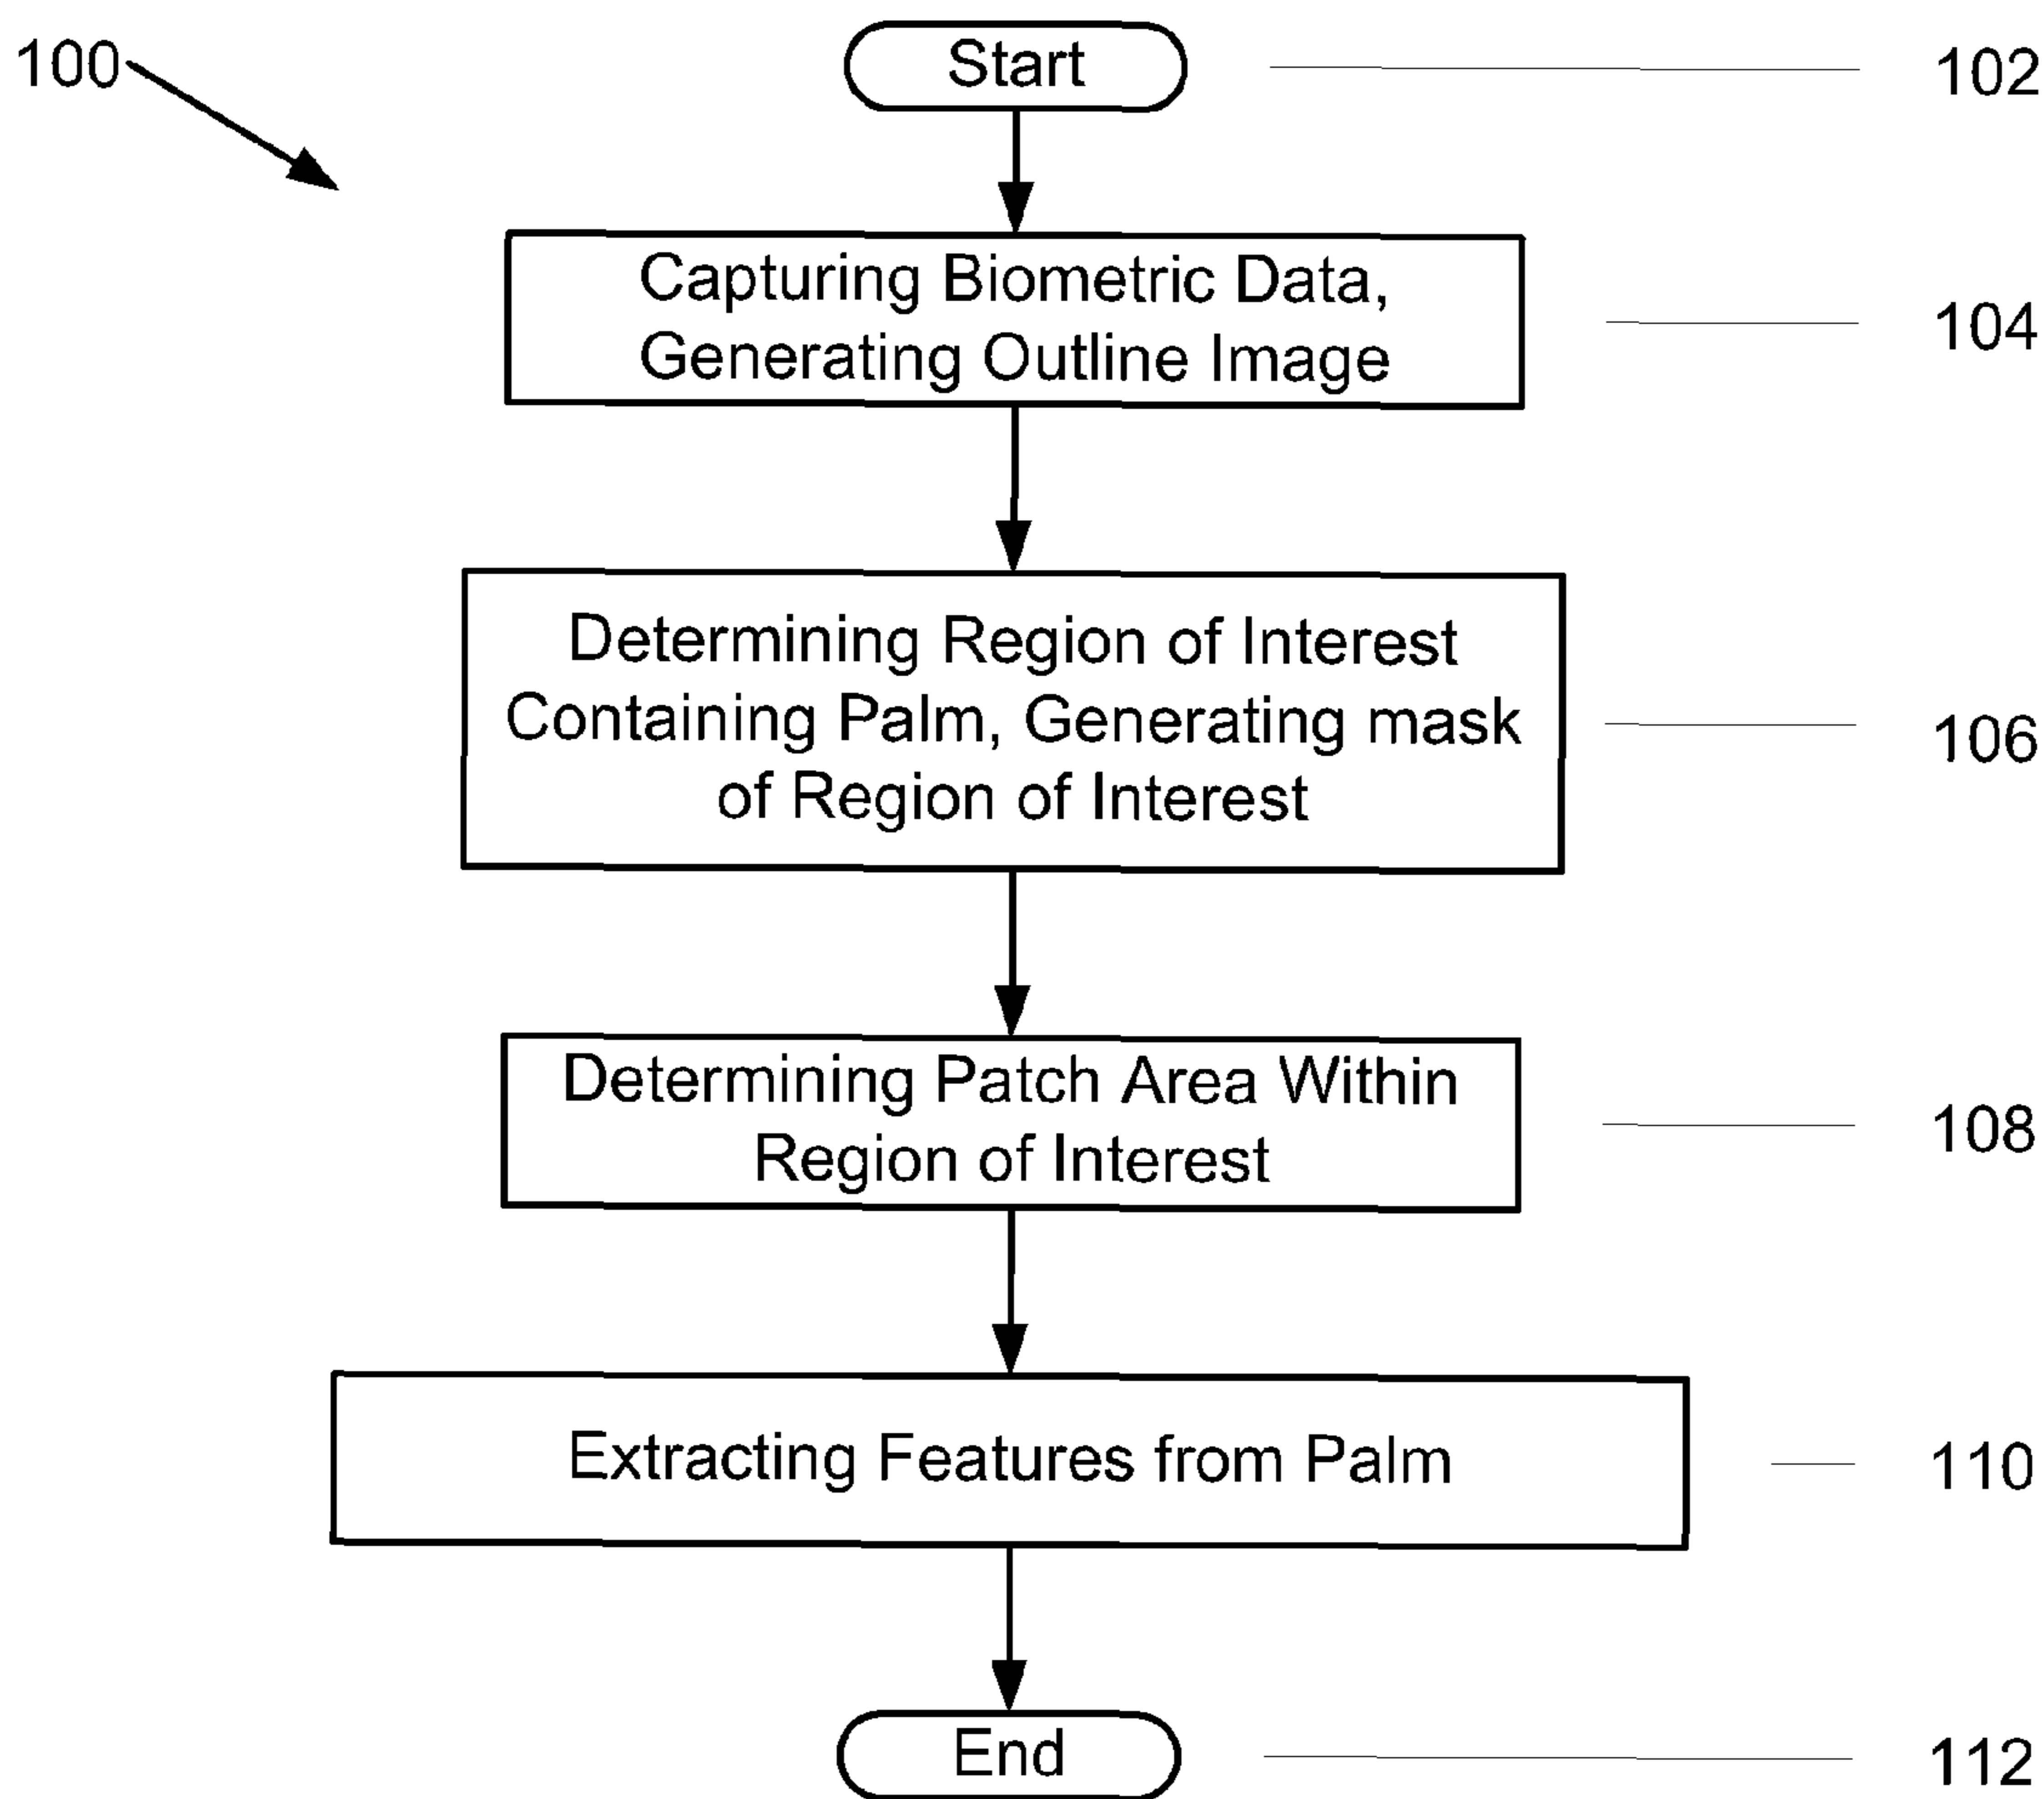 100
Start
102
Capturing Biometric Data,
Generating Outline Image
104
Determining Region of Interest
Containing Palm, Generating mask
of Region of Interest
106
Determining Patch Area Within
Region of Interest
108
Extracting Features from Palm
110
End
112